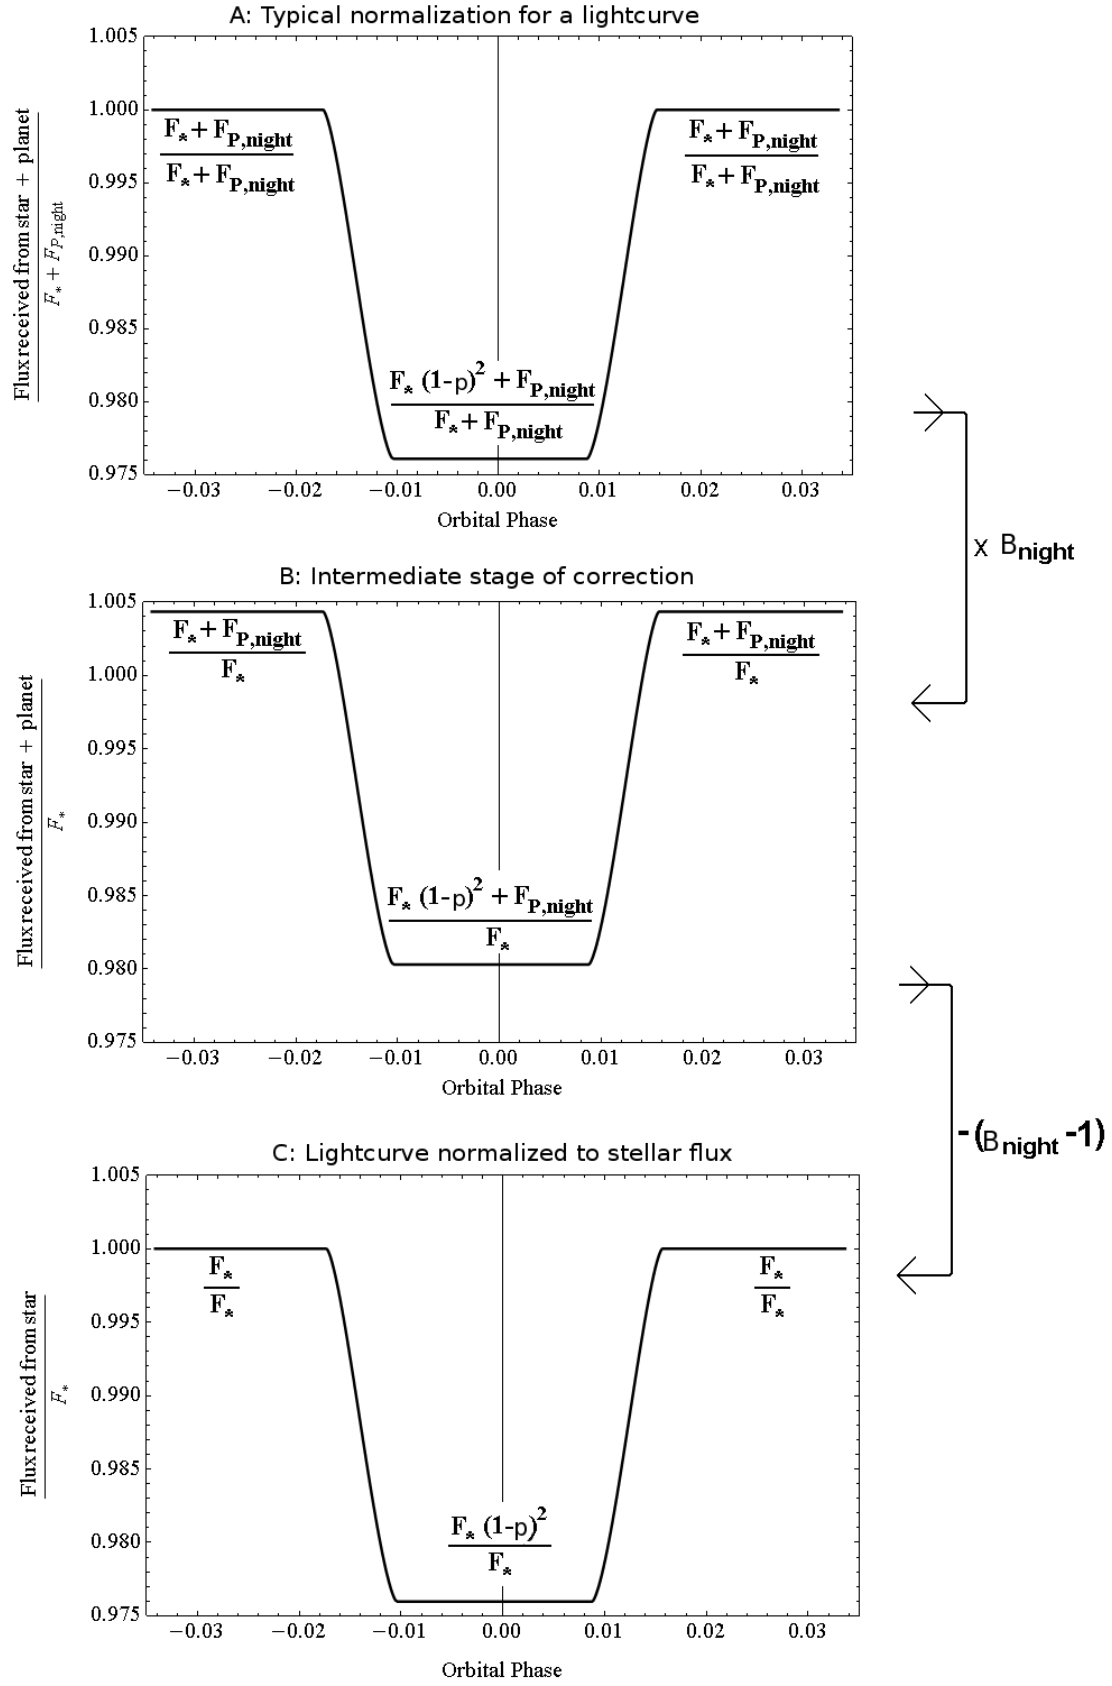 A: Typical normalization for a lightcurve
Flux received from star + planet
F* + FP,night
1.005
1.000
0.995
0.990
0.985
0.980
0.975
F* + FP,night
F* + FP,night
F* + FP,night
F* + FP,night
F* (1-p)2 + FP,night
F* + FP,night
−0.03 −0.02 −0.01 0.00 0.01 0.02 0.03
Orbital Phase
x Bnight
B: Intermediate stage of correction
Flux received from star + planet
F*
1.005
1.000
0.995
0.990
0.985
0.980
0.975
F* + FP,night
F*
F* + FP,night
F*
F* (1-p)2 + FP,night
F*
−0.03 −0.02 −0.01 0.00 0.01 0.02 0.03
Orbital Phase
-(Bnight -1)
C: Lightcurve normalized to stellar flux
Flux received from star
F*
1.005
1.000
0.995
0.990
0.985
0.980
0.975
F*
F*
F*
F*
F* (1-p)2
F*
−0.03 −0.02 −0.01 0.00 0.01 0.02 0.03
Orbital Phase